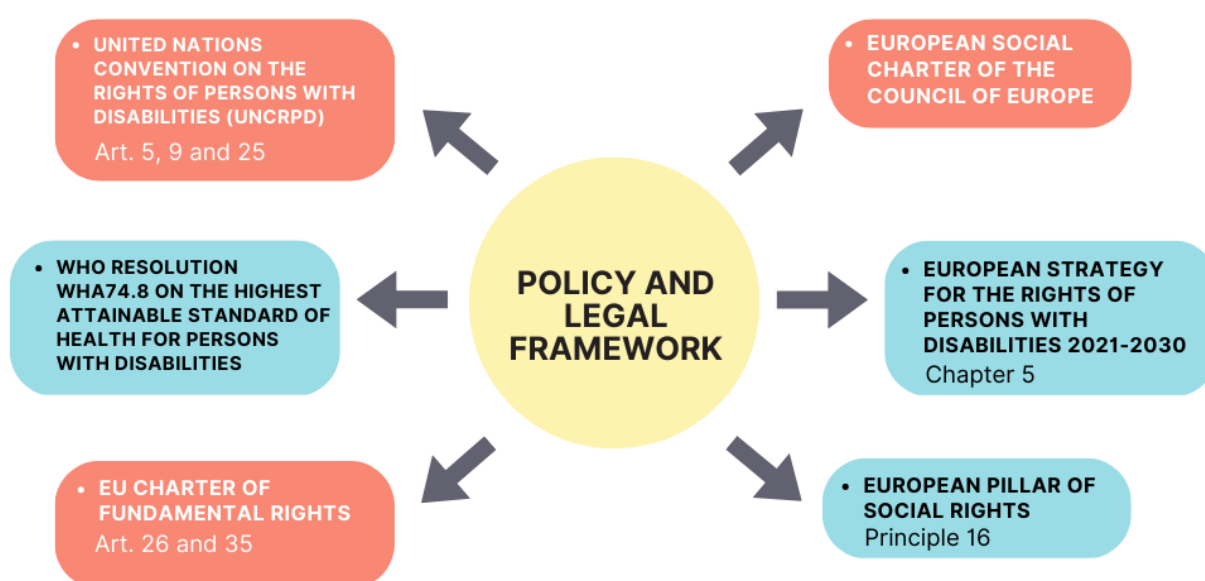 • UNITED NATIONS
CONVENTION ON THE
RIGHTS OF PERSONS WITH
DISABILITIES (UNCRPD)
Art. 5, 9 and 25
• EUROPEAN SOCIAL
CHARTER OF THE
COUNCIL OF EUROPE
• WHO RESOLUTION
WHA74.8 ON THE HIGHEST
ATTAINABLE STANDARD OF
HEALTH FOR PERSONS
WITH DISABILITIES
POLICY AND
LEGAL
FRAMEWORK
• EUROPEAN STRATEGY
FOR THE RIGHTS OF
PERSONS WITH
DISABILITIES 2021-2030
Chapter 5
• EU CHARTER OF
FUNDAMENTAL RIGHTS
Art. 26 and 35
• EUROPEAN PILLAR OF
SOCIAL RIGHTS
Principle 16